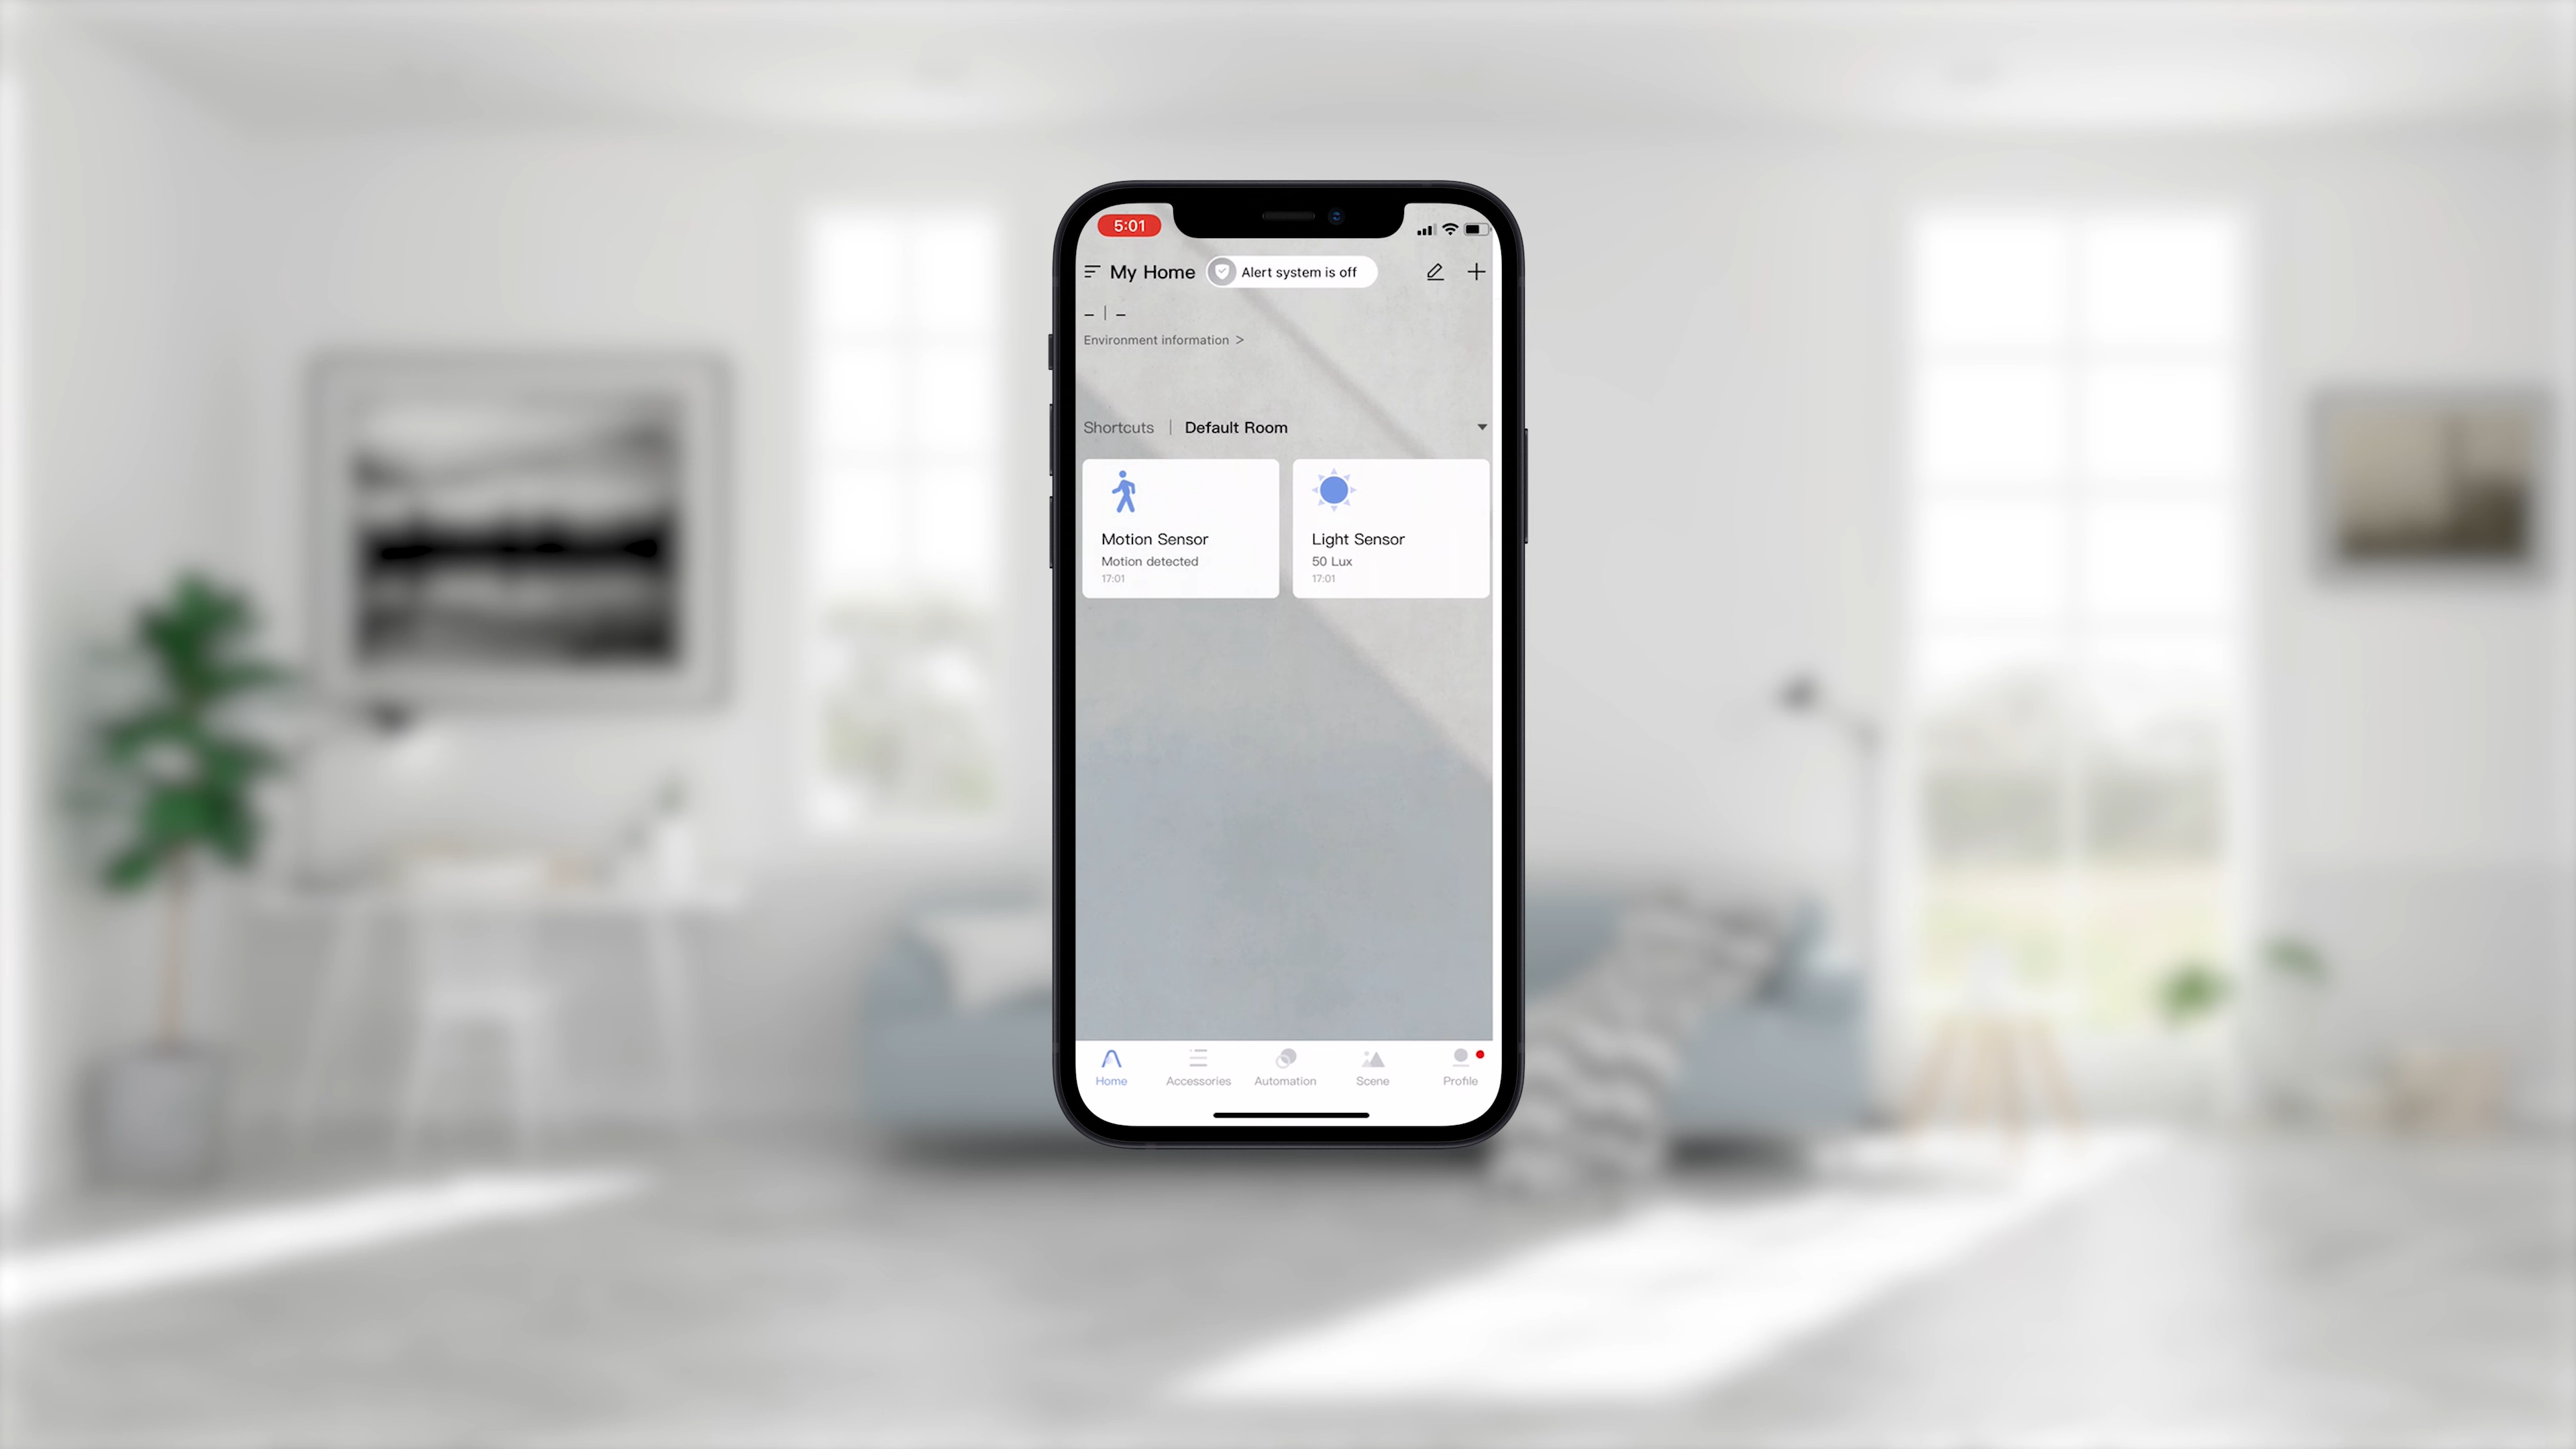 5:01
My Home
Alert system is off
– | –
Environment information >
Shortcuts | Default Room
Motion Sensor
Motion detected
17:01
Light Sensor
50 Lux
17:01
Home
Accessories
Automation
Scene
Profile